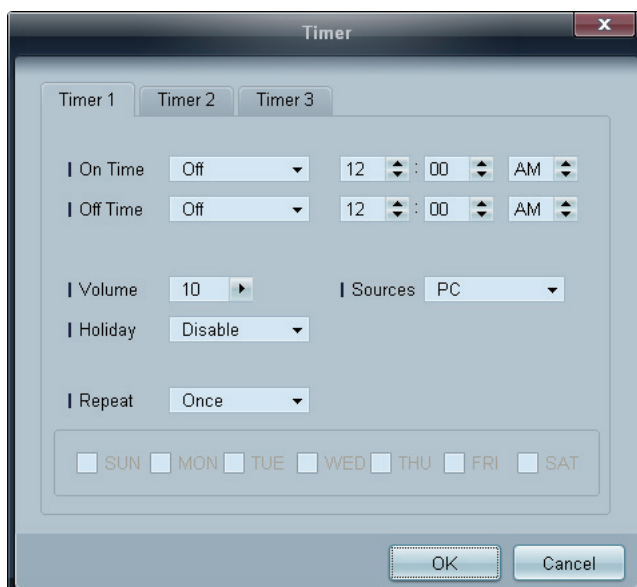 Timer
x
Timer 1 Timer 2 Timer 3
On Time Off 12 : 00 AM
Off Time Off 12 : 00 AM
Volume 10 Sources PC
Holiday Disable
Repeat Once
SUN MON TUE WED THU FRI SAT
OK Cancel